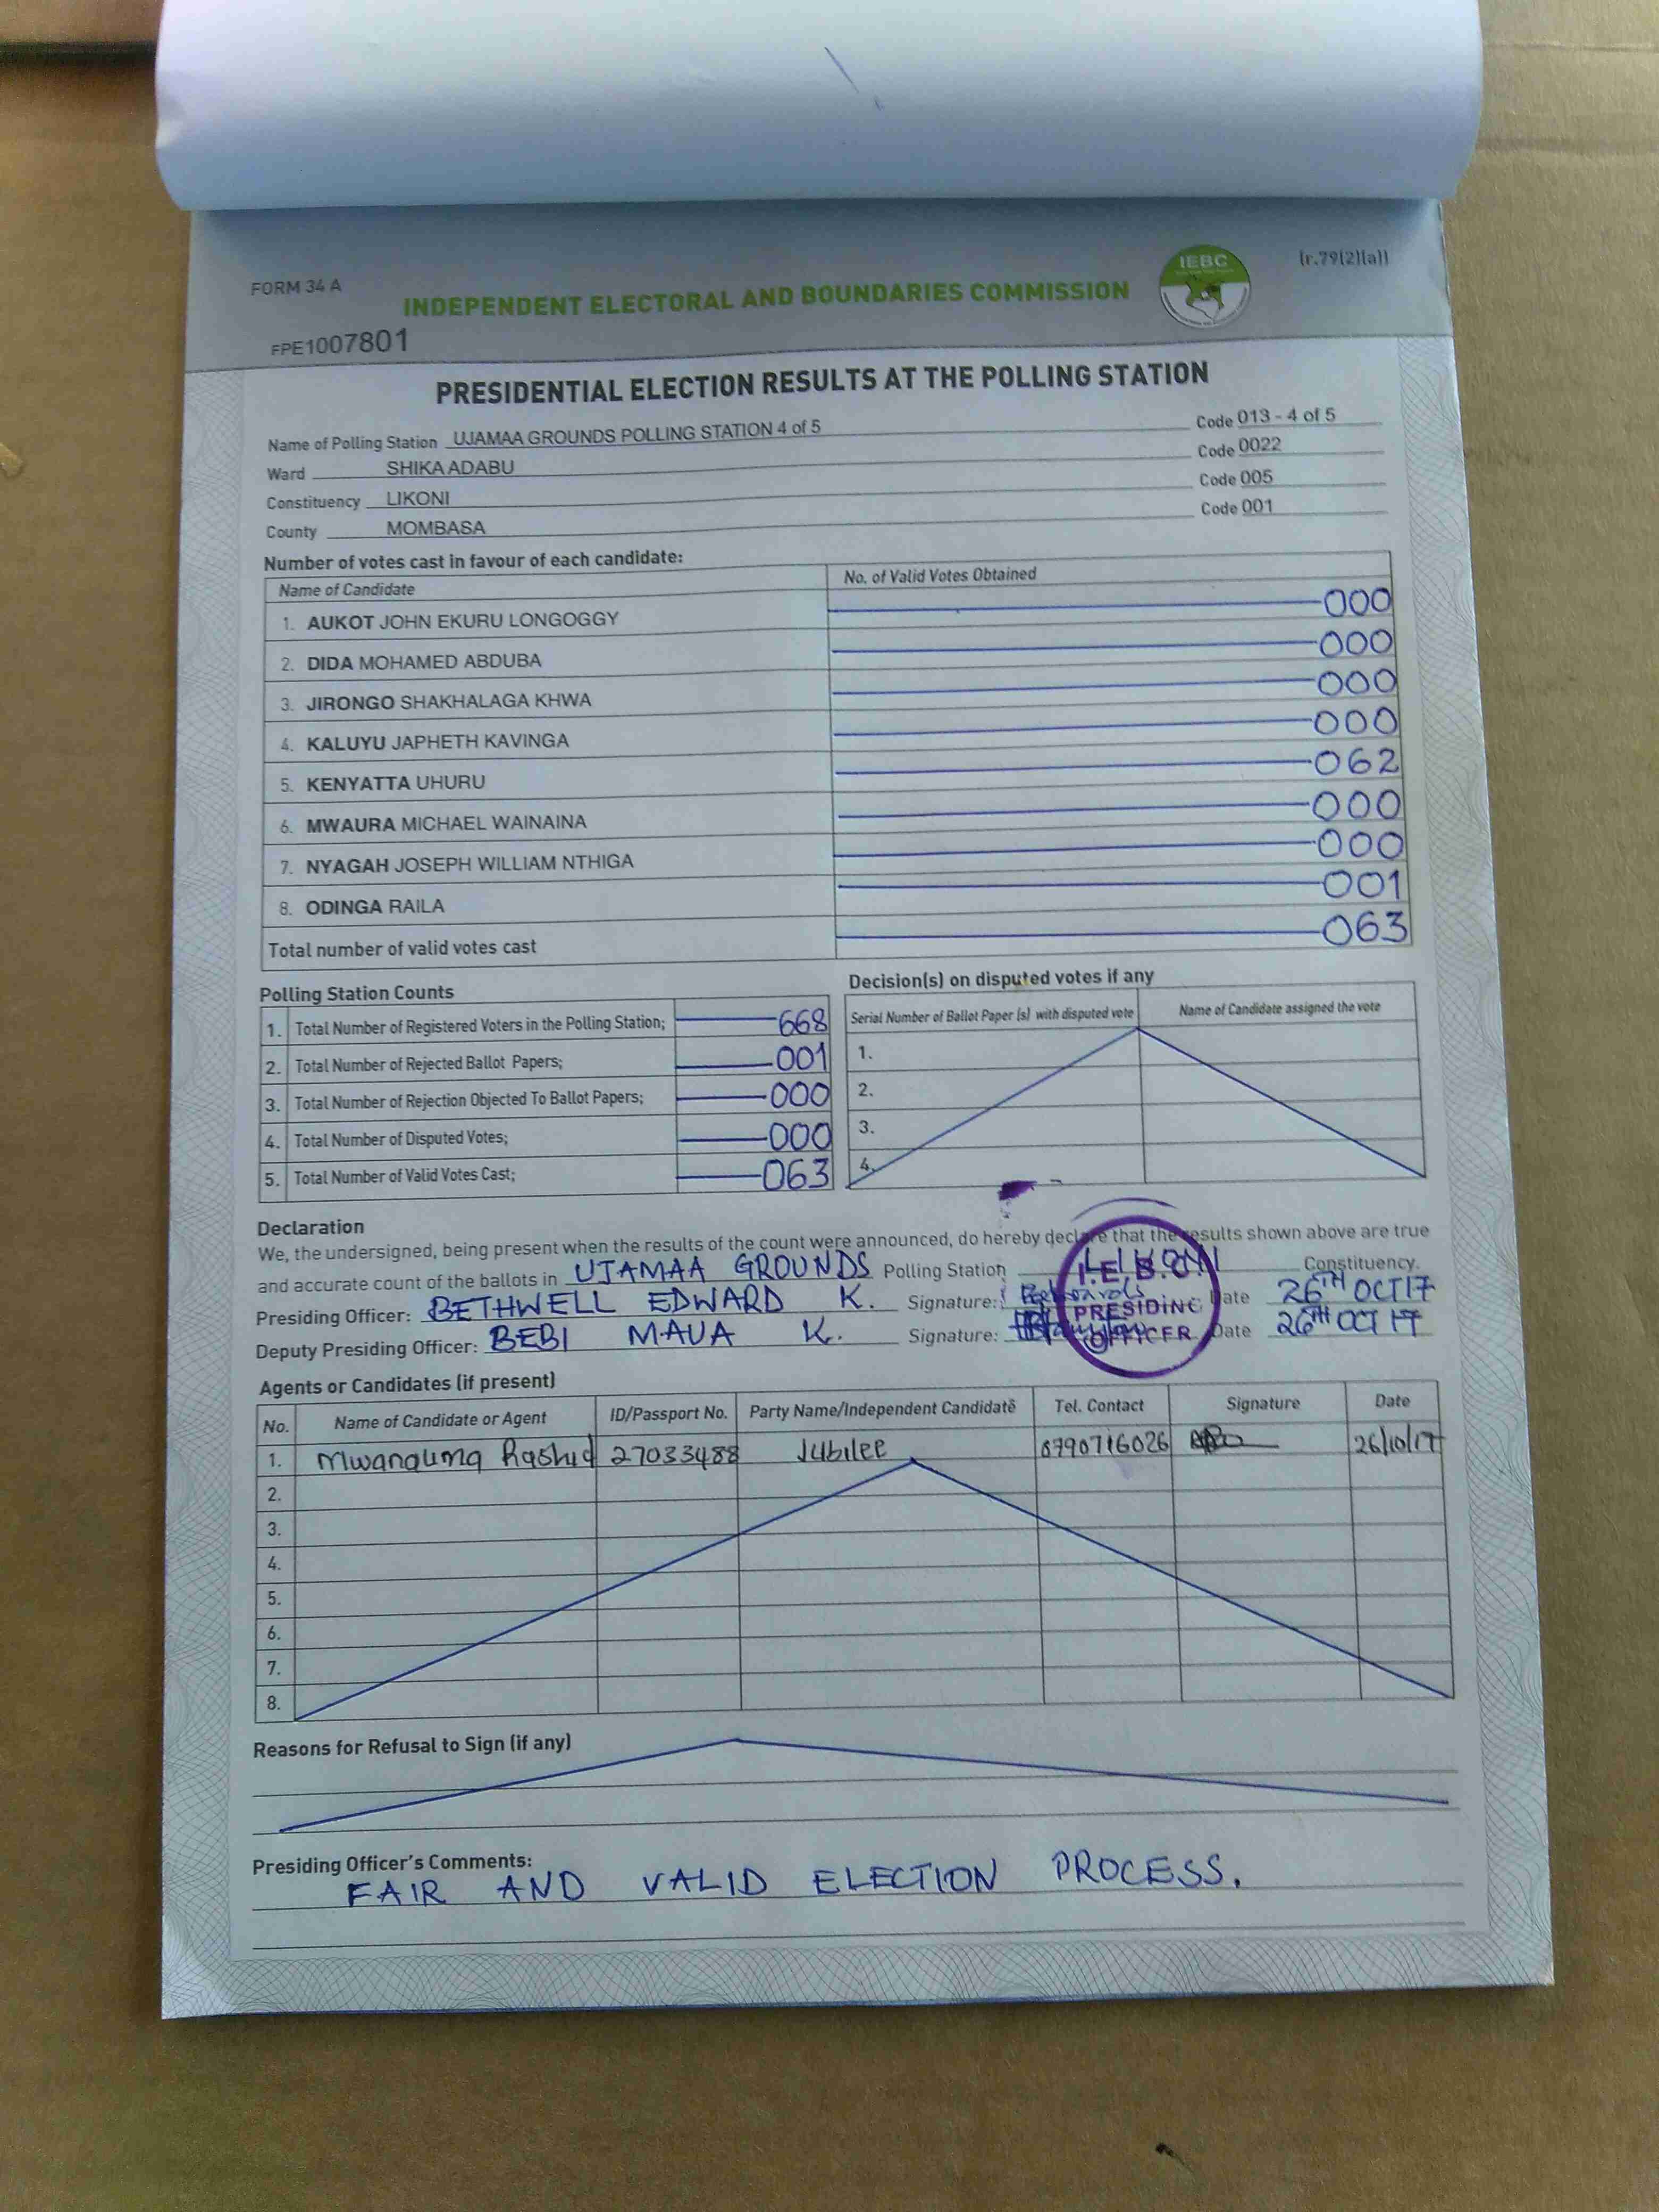 FORM 34 A
(r.79(2)(a))
IEBC
INDEPENDENT ELECTORAL AND BOUNDARIES COMMISSION
FPE1007801
PRESIDENTIAL ELECTION RESULTS AT THE POLLING STATION
Name of Polling Station UJAMAA GROUNDS POLLING STATION 4 of 5 Code 013 - 4 of 5
Ward SHIKA ADABU Code 0022
Constituency LIKONI Code 005
County MOMBASA Code 001
Number of votes cast in favour of each candidate:
Name of Candidate No. of Valid Votes Obtained
1. AUKOT JOHN EKURU LONGOGGY 000
2. DIDA MOHAMED ABDUBA 000
3. JIRONGO SHAKHALAGA KHWA 000
4. KALUYU JAPHETH KAVINGA 000
5. KENYATTA UHURU 062
6. MWAURA MICHAEL WAINAINA 000
7. NYAGAH JOSEPH WILLIAM NTHIGA 000
8. ODINGA RAILA 001
Total number of valid votes cast 063
Polling Station Counts
1. Total Number of Registered Voters in the Polling Station; 668
2. Total Number of Rejected Ballot Papers; 001
3. Total Number of Rejection Objected To Ballot Papers; 000
4. Total Number of Disputed Votes; 000
5. Total Number of Valid Votes Cast; 063
Decision(s) on disputed votes if any
Serial Number of Ballot Paper (s) with disputed vote Name of Candidate assigned the vote
1.
2.
3.
4.
Declaration
We, the undersigned, being present when the results of the count were announced, do hereby declare that the results shown above are true
and accurate count of the ballots in UJAMAA GROUNDS Polling Station LIKONI Constituency.
Presiding Officer: BETHWELL EDWARD K. Signature: Date 26TH OCT 17
Deputy Presiding Officer: BEBI MAUA K. Signature: Date 26TH OCT 17
I.E.B.C.
PRESIDING
OFFICER
Agents or Candidates (if present)
No. Name of Candidate or Agent ID/Passport No. Party Name/Independent Candidate Tel. Contact Signature Date
1. Mwanauma Rashid 27033488 Jubilee 0790716026 26/10/17
2.
3.
4.
5.
6.
7.
8.
Reasons for Refusal to Sign (if any)
Presiding Officer's Comments:
FAIR AND VALID ELECTION PROCESS.